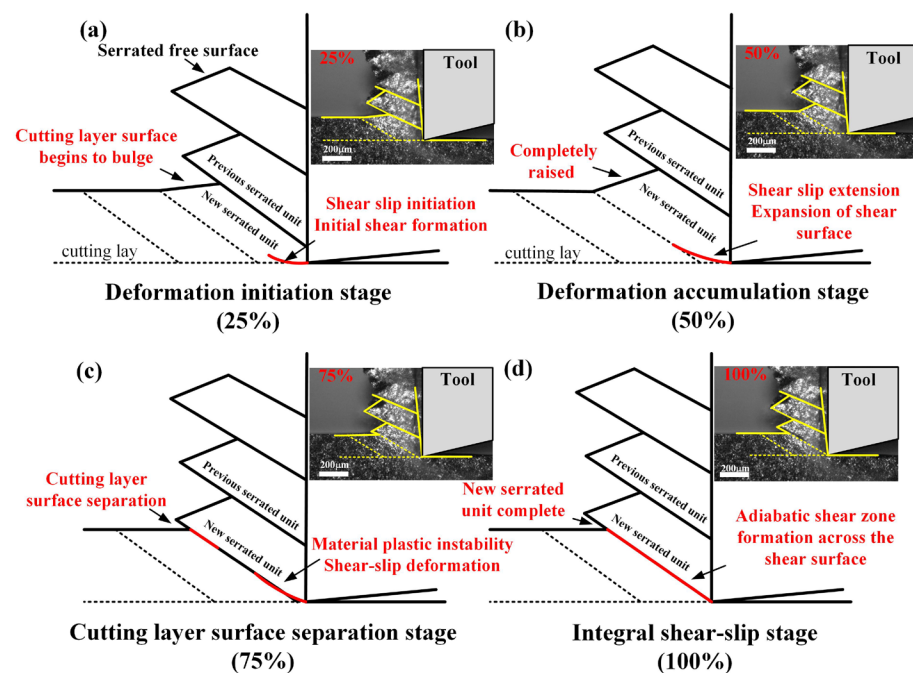 (a)
Serrated free surface
25%
Tool
200μm
Cutting layer surface
begins to bulge
Previous serrated unit
New serrated unit
Shear slip initiation
Initial shear formation
cutting lay
Deformation initiation stage
(25%)
(b)
50%
Tool
200μm
Completely
raised
Previous serrated unit
New serrated unit
Shear slip extension
Expansion of shear
surface
cutting lay
Deformation accumulation stage
(50%)
(c)
75%
Tool
200μm
Cutting layer
surface separation
Previous serrated unit
New serrated unit
Material plastic instability
Shear-slip deformation
Cutting layer surface separation stage
(75%)
(d)
100%
Tool
200μm
New serrated
unit complete
Previous serrated unit
New serrated unit
Adiabatic shear zone
formation across the
shear surface
Integral shear-slip stage
(100%)